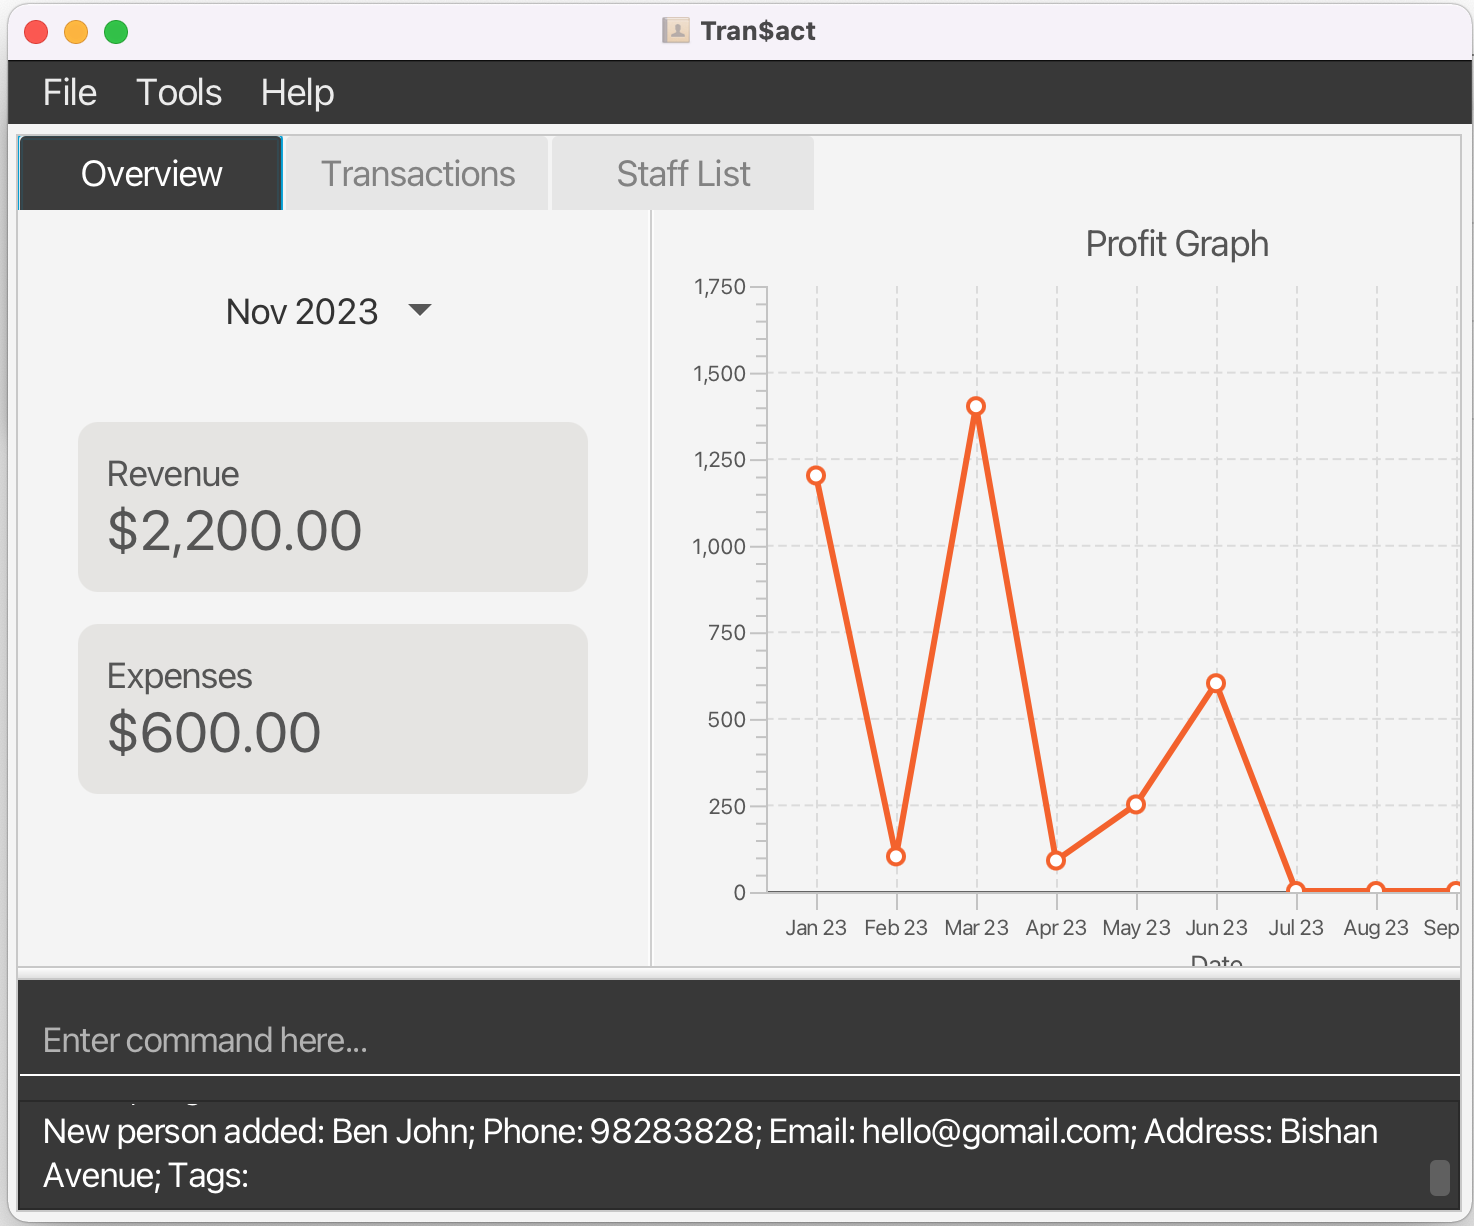 Tran$act
File Tools Help
Overview Transactions Staff List
Nov 2023
Revenue
$2,200.00
Expenses
$600.00
Profit Graph
1,750
1,500
1,250
1,000
750
500
250
0
Jan 23 Feb 23 Mar 23 Apr 23 May 23 Jun 23 Jul 23 Aug 23 Sep
Date
Enter command here...
New person added: Ben John; Phone: 98283828; Email: hello@gomail.com; Address: Bishan
Avenue; Tags: